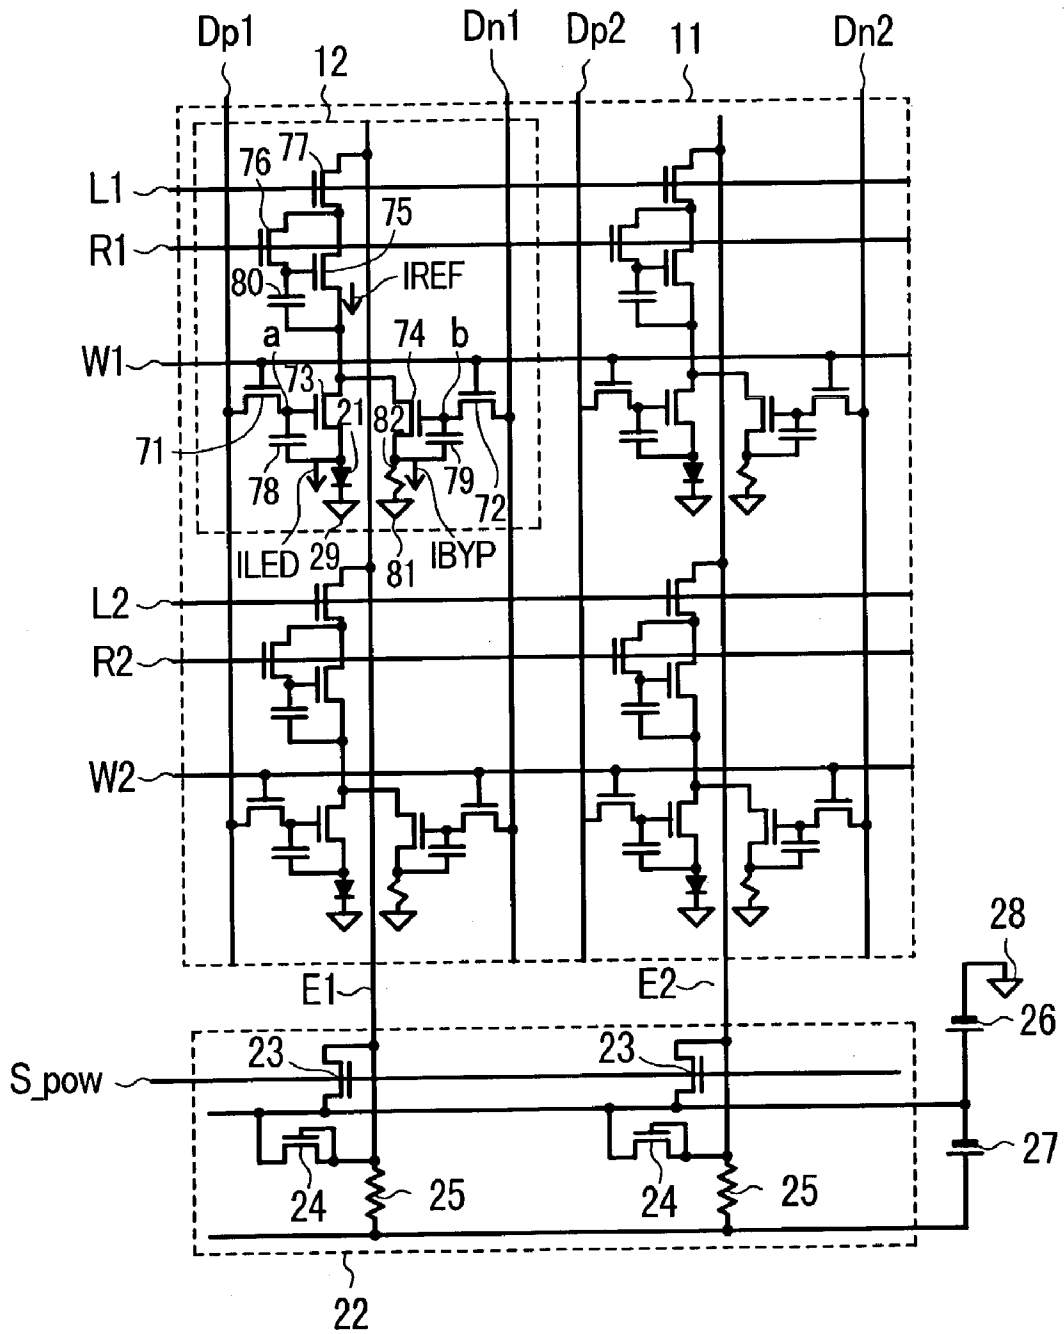 Dp1 Dn1 Dp2 Dn2
12 11
77
76
L1
75
R1
80 IREF
a 74 b
W1
73 21 82
71 78 79 72
ILED 29 81 IBYP
L2
R2
W2
28
E1 E2
26
23 23
S_pow
27
24 25 24 25
22